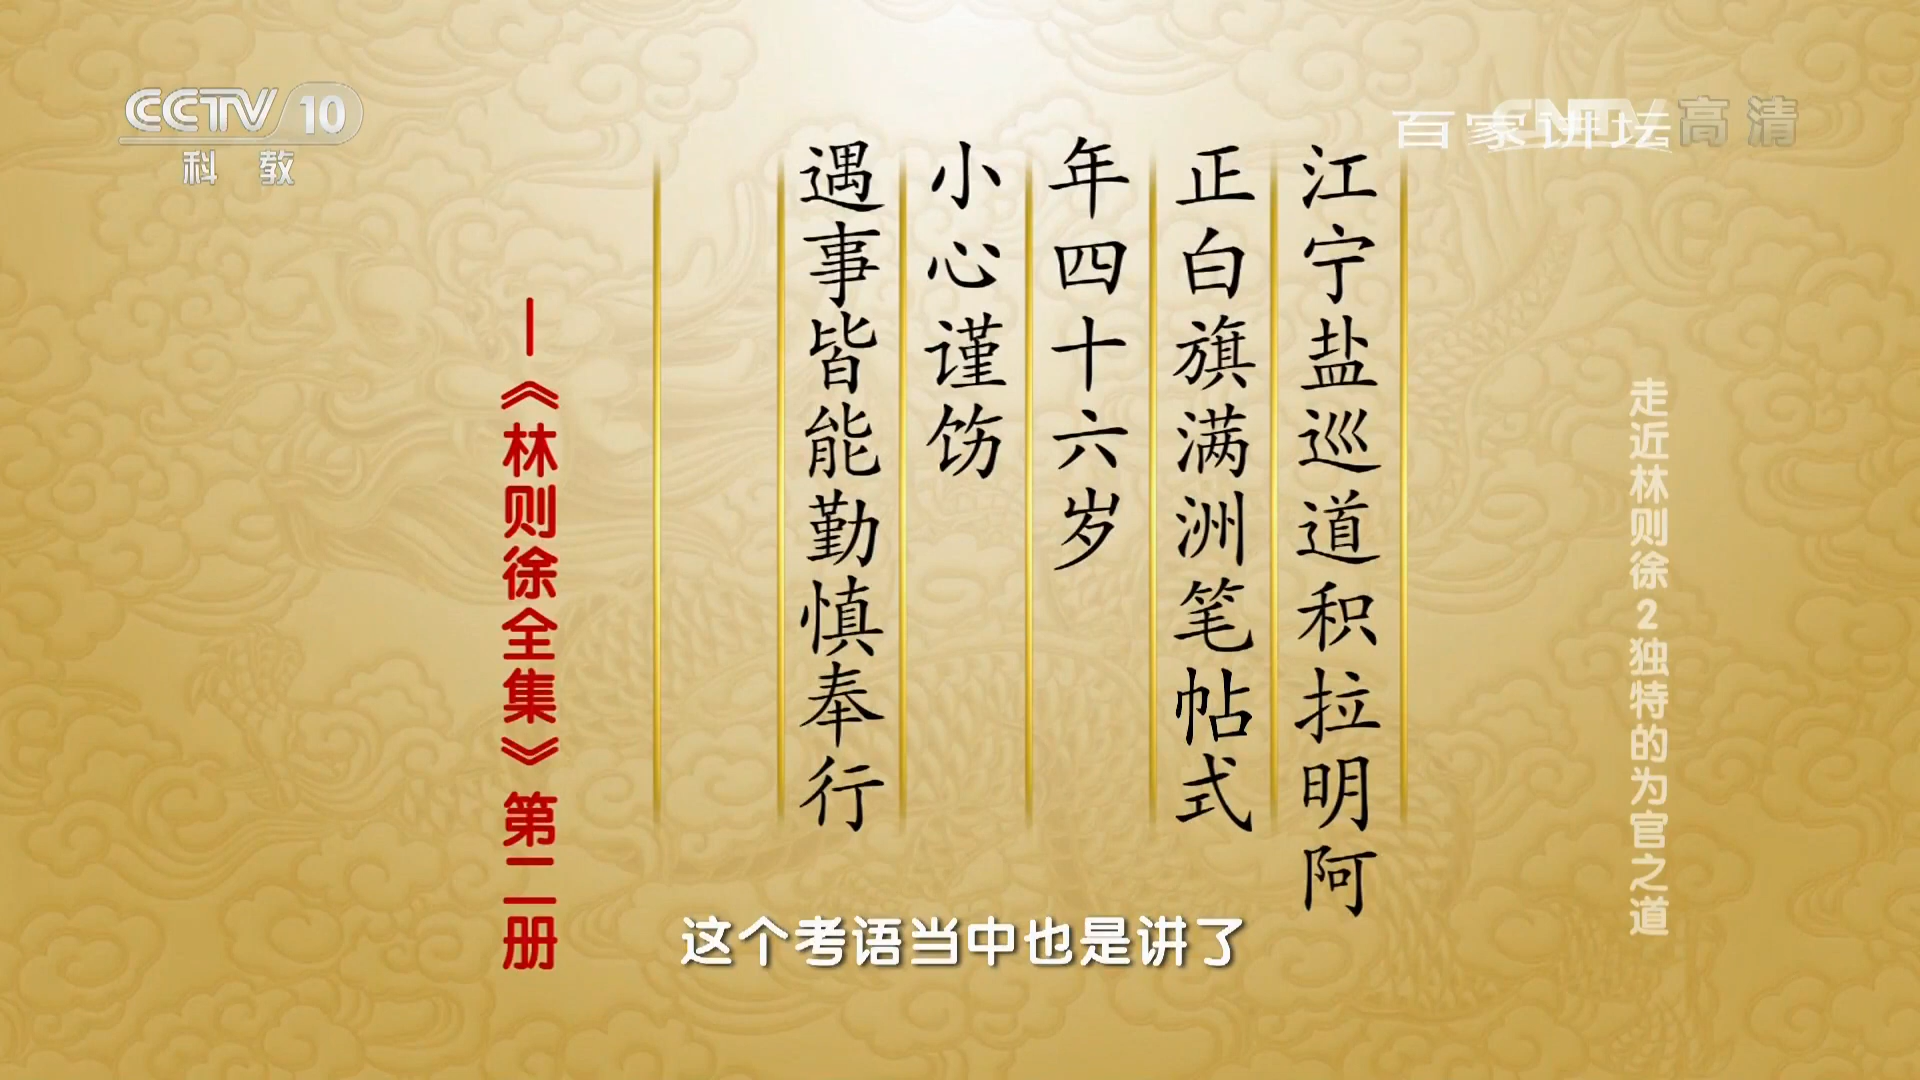 CCTV 10
科教
百家讲坛
高清
江宁盐巡道积拉明阿
正白旗满洲笔帖式
年四十六岁
小心谨饬
遇事皆能勤慎奉行
—《林则徐全集》第二册
走近林则徐2独特的为官之道
这个考语当中也是讲了